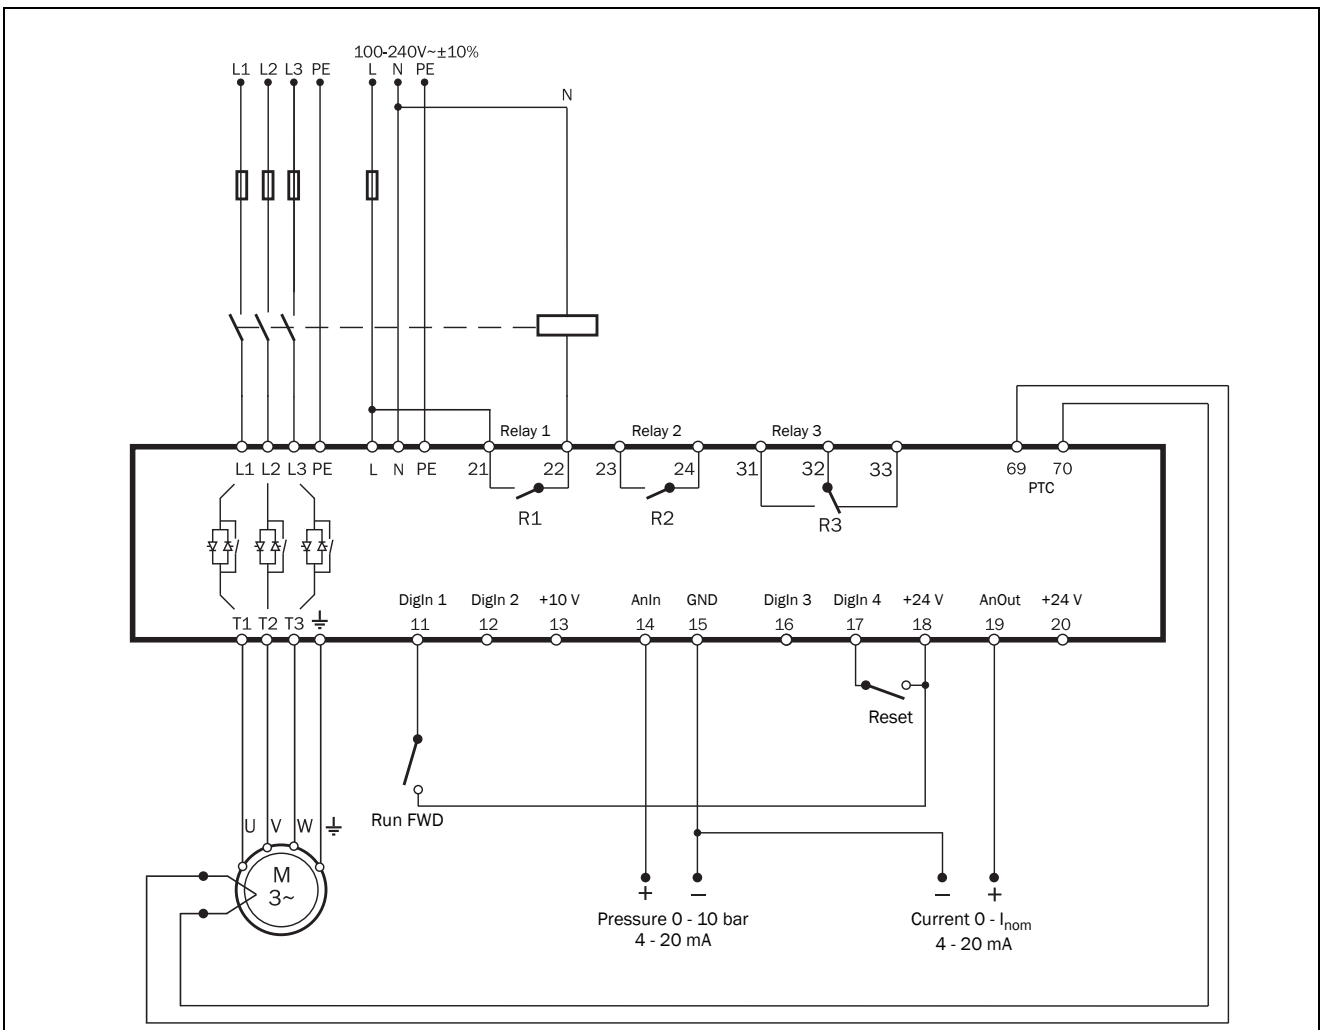 100-240V~±10%
L1 L2 L3 PE L N PE
N
Relay 1 Relay 2 Relay 3
L1 L2 L3 PE L N PE 21 22 23 24 31 32 33 69 70
PTC
R1 R2 R3
DigIn 1 DigIn 2 +10 V AnIn GND DigIn 3 DigIn 4 +24 V AnOut +24 V
T1 T2 T3 11 12 13 14 15 16 17 18 19 20
Reset
U V W
Run FWD
M
3~
+ – – +
Pressure 0 - 10 bar
4 - 20 mA
Current 0 - Inom
4 - 20 mA